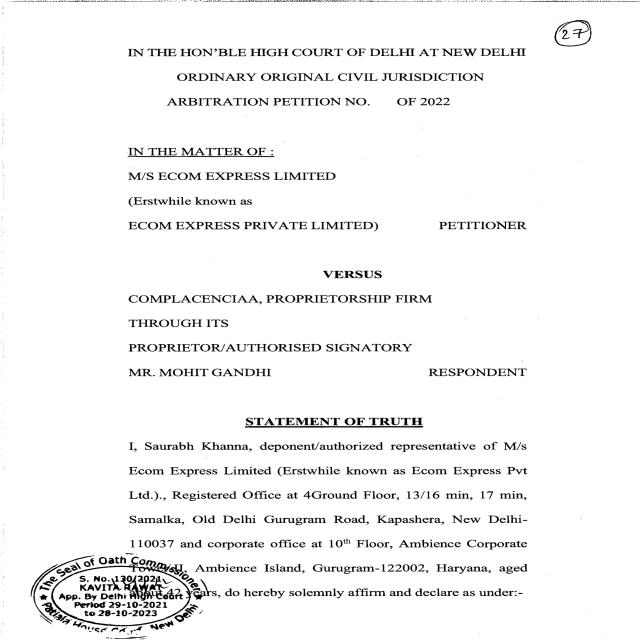 27
IN THE HON'BLE HIGH COURT OF DELHI AT NEW DELHI
ORDINARY ORIGINAL CIVIL JURISDICTION
ARBITRATION PETITION NO. OF 2022
IN THE MATTER OF :
M/S ECOM EXPRESS LIMITED
(Erstwhile known as
ECOM EXPRESS PRIVATE LIMITED) PETITIONER
VERSUS
COMPLACENCIAA, PROPRIETORSHIP FIRM
THROUGH ITS
PROPRIETOR/AUTHORISED SIGNATORY
MR. MOHIT GANDHI RESPONDENT
STATEMENT OF TRUTH
I, Saurabh Khanna, deponent/authorized representative of M/s
Ecom Express Limited (Erstwhile known as Ecom Express Pvt
Ltd.)., Registered Office at 4Ground Floor, 13/16 min, 17 min,
Samalka, Old Delhi Gurugram Road, Kapashera, New Delhi-
110037 and corporate office at 10th Floor, Ambience Corporate
Tower-II, Ambience Island, Gurugram-122002, Haryana, aged
about 42 years, do hereby solemnly affirm and declare as under:-
The Seal of Oath Commissioner
S. No. 130/2021
KAVITA RAWAT
App. By Delhi High Court
Period 29-10-2021
to 28-10-2023
Patiala House Court, New Delhi